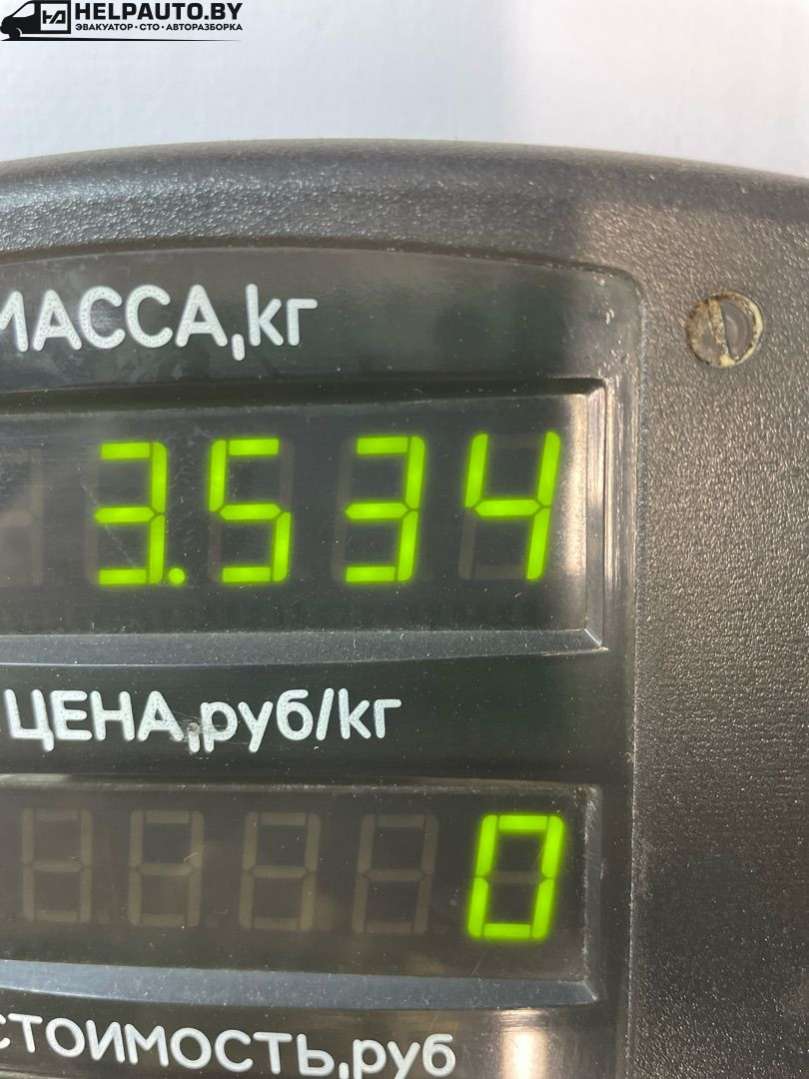 HELPAUTO.BY
ЭВАКУАТОР·СТО·АВТОРАЗБОРКА
МАССА,кг
3.534
ЦЕНА,руб/кг
0
СТОИМОСТЬ,руб